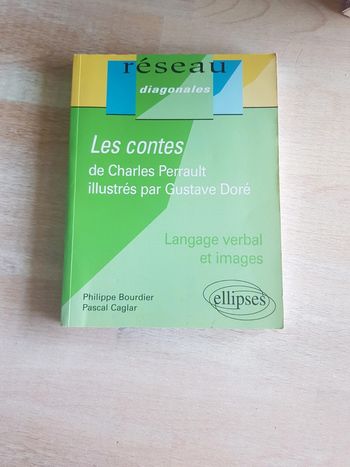 réseau
diagonales
Les contes
de Charles Perrault
illustrés par Gustave Doré
Langage verbal
et images
Philippe Bourdier
Pascal Caglar
ellipses